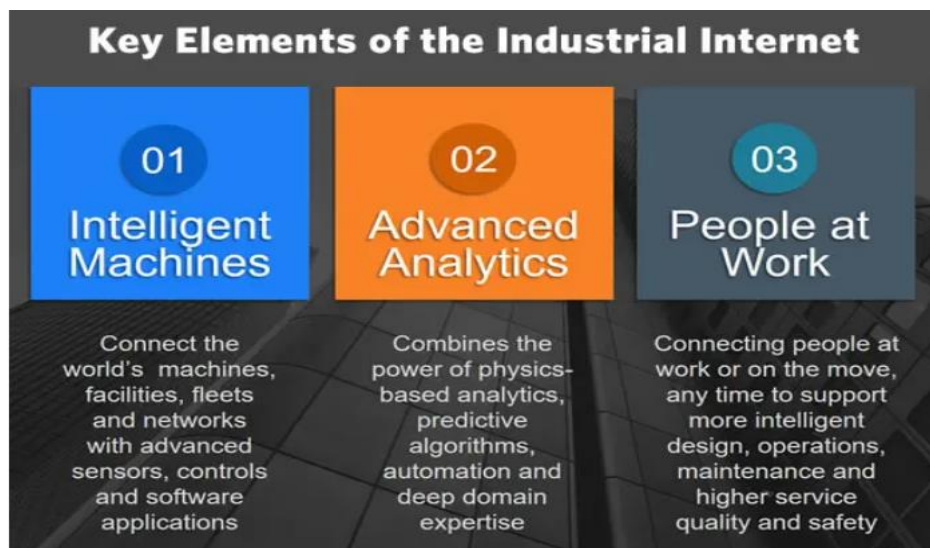 Key Elements of the Industrial Internet
01
Intelligent
Machines
Connect the
world's machines,
facilities, fleets
and networks
with advanced
sensors, controls
and software
applications
02
Advanced
Analytics
Combines the
power of physics-
based analytics,
predictive
algorithms,
automation and
deep domain
expertise
03
People at
Work
Connecting people at
work or on the move,
any time to support
more intelligent
design, operations,
maintenance and
higher service
quality and safety